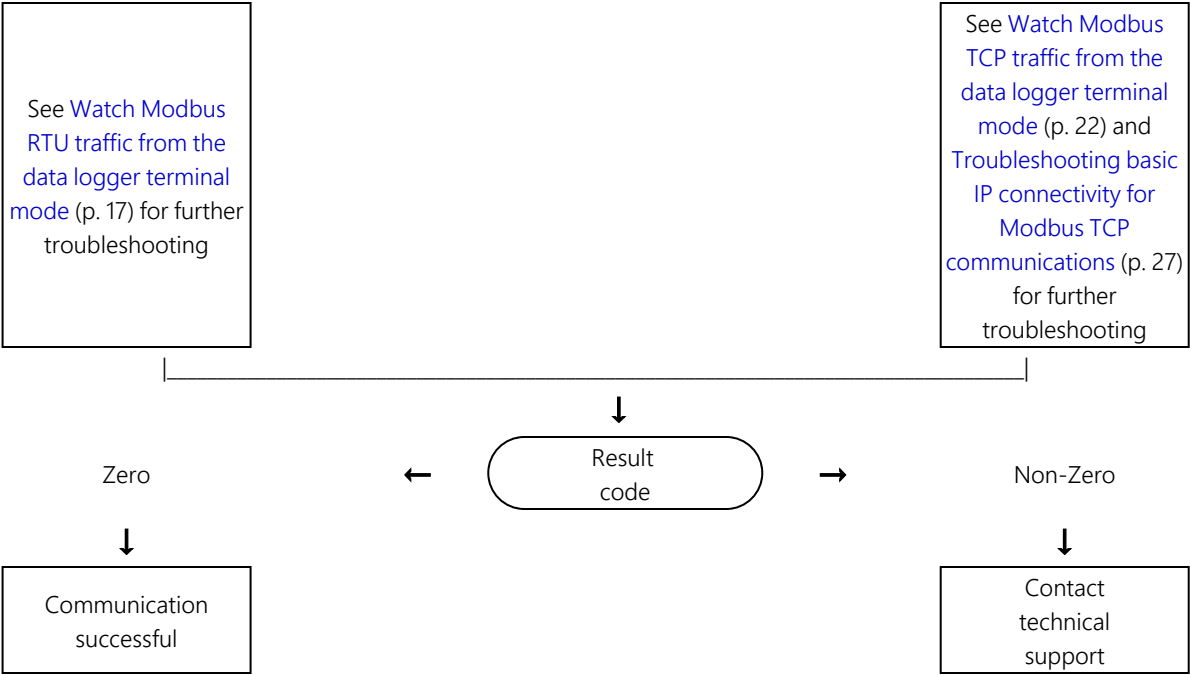 See Watch Modbus
RTU traffic from the
data logger terminal
mode (p. 17) for further
troubleshooting
See Watch Modbus
TCP traffic from the
data logger terminal
mode (p. 22) and
Troubleshooting basic
IP connectivity for
Modbus TCP
communications (p. 27)
for further
troubleshooting
Result
code
Zero
Non-Zero
Communication
successful
Contact
technical
support